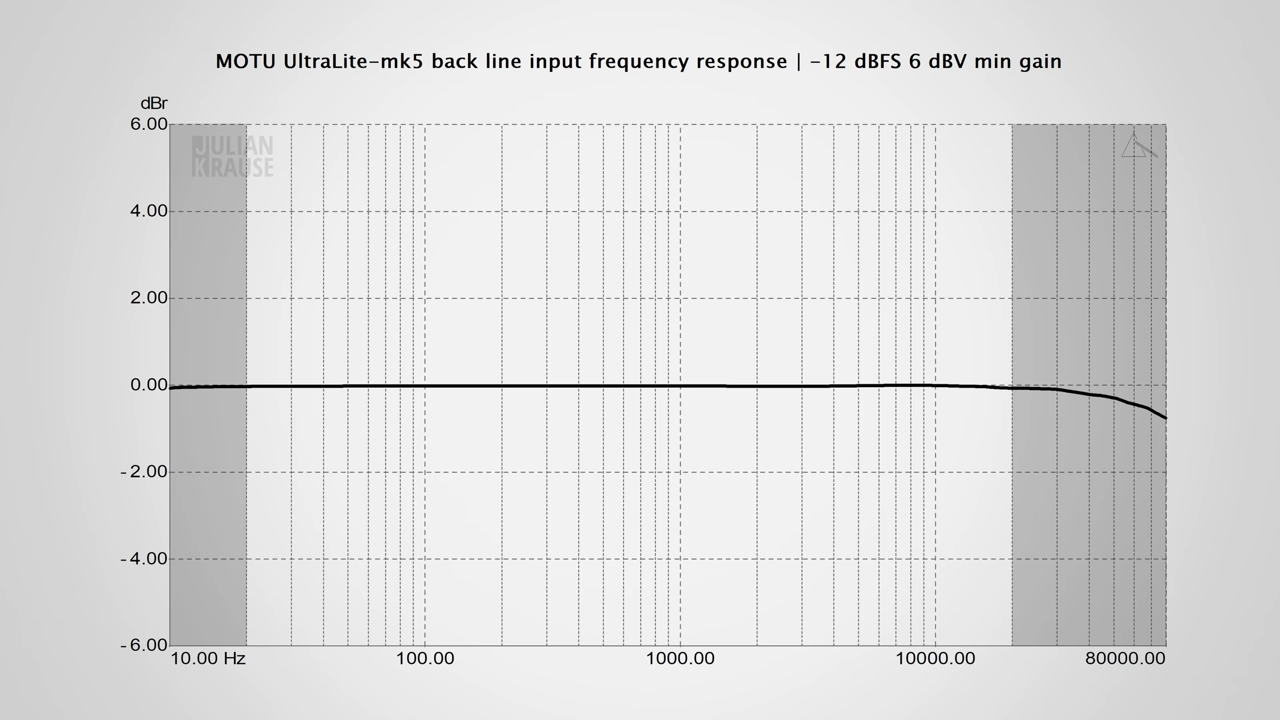 MOTU UltraLite-mk5 back line input frequency response | -12 dBFS 6 dBV min gain
dBr
6.00
JULIAN
KRAUSE
4.00
2.00
0.00
-2.00
-4.00
-6.00
10.00 Hz 100.00 1000.00 10000.00 80000.00